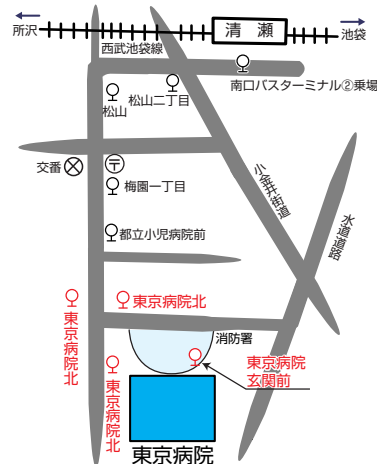 所沢
清瀬
池袋
西武池袋線
南口バスターミナル②乗場
松山二丁目
松山
小金井街道
交番
〒
梅園一丁目
水道道路
都立小児病院前
東京病院北
東京病院北
消防署
東京病院
玄関前
東京病院北
東京病院